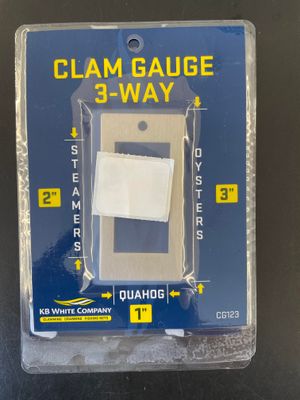 CLAM GAUGE
3-WAY
STEAMERS
2"
OYSTERS
3"
QUAHOG
1"
KB WHITE COMPANY
CG123